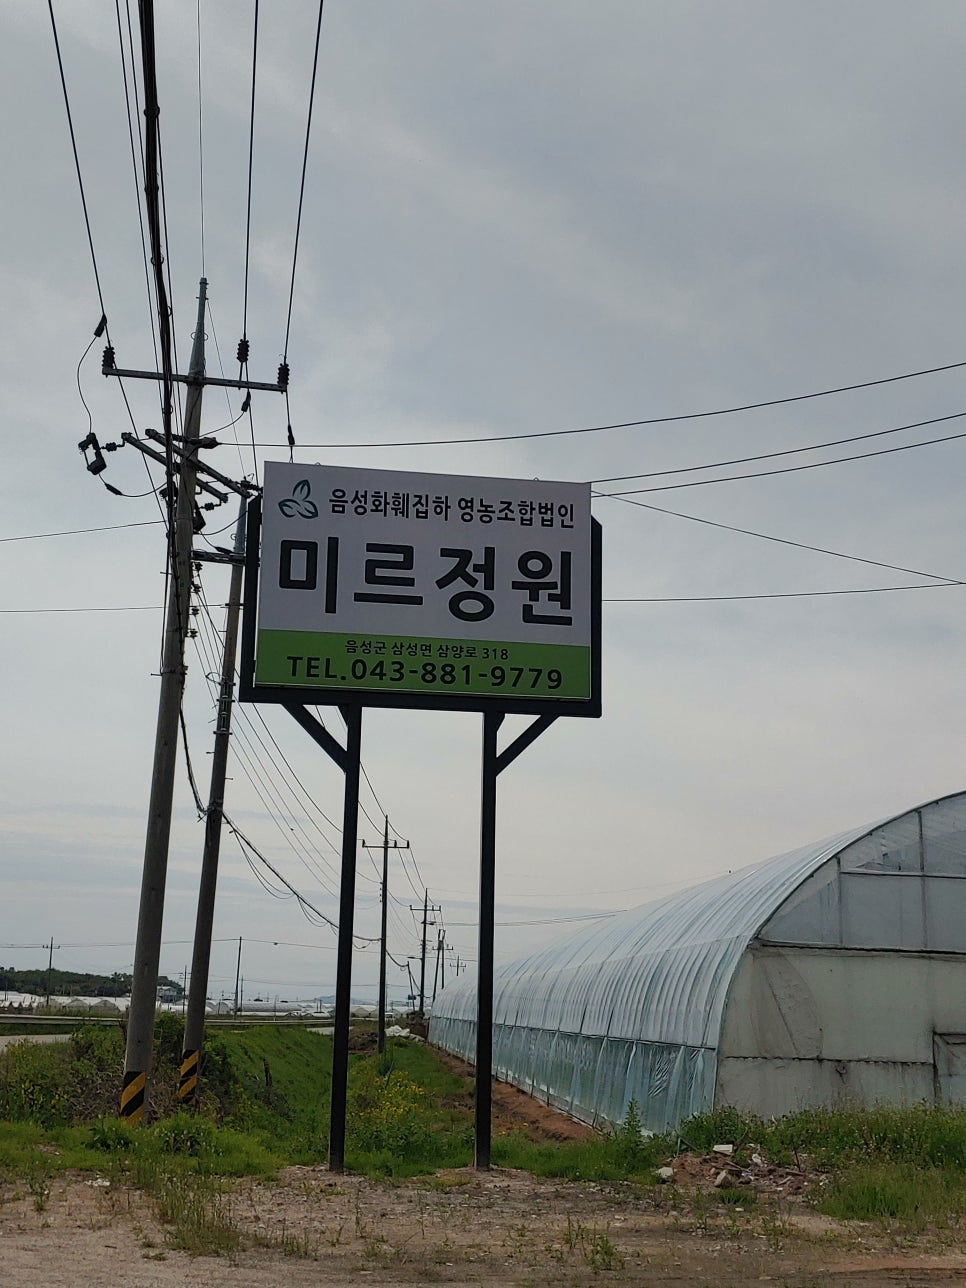 음성화훼집하 영농조합법인
미르정원
음성군 삼성면 삼양로 318
TEL.043-881-9779